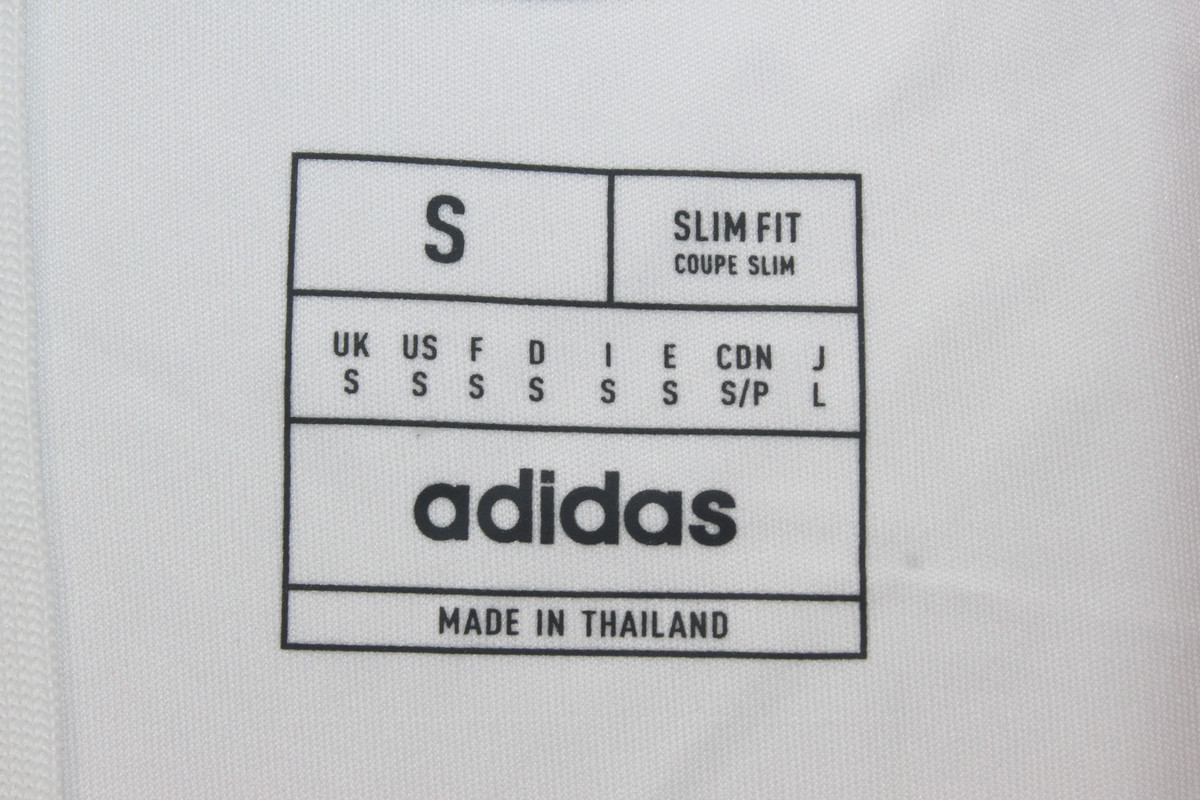 S
SLIM FIT
COUPE SLIM
UK US F D I E CDN J
S S S S S S S/P L
adidas
MADE IN THAILAND